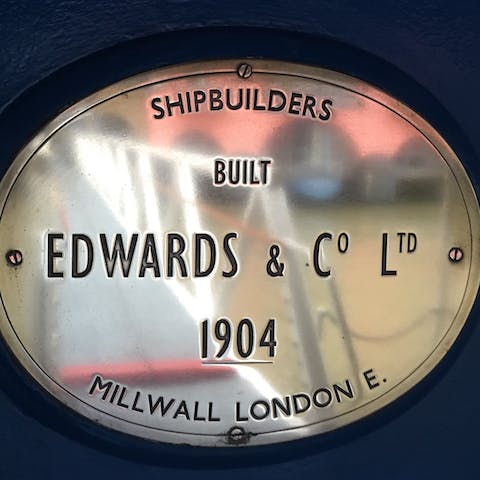 SHIPBUILDERS
BUILT
EDWARDS & Cº LTD
1904
MILLWALL LONDON E.